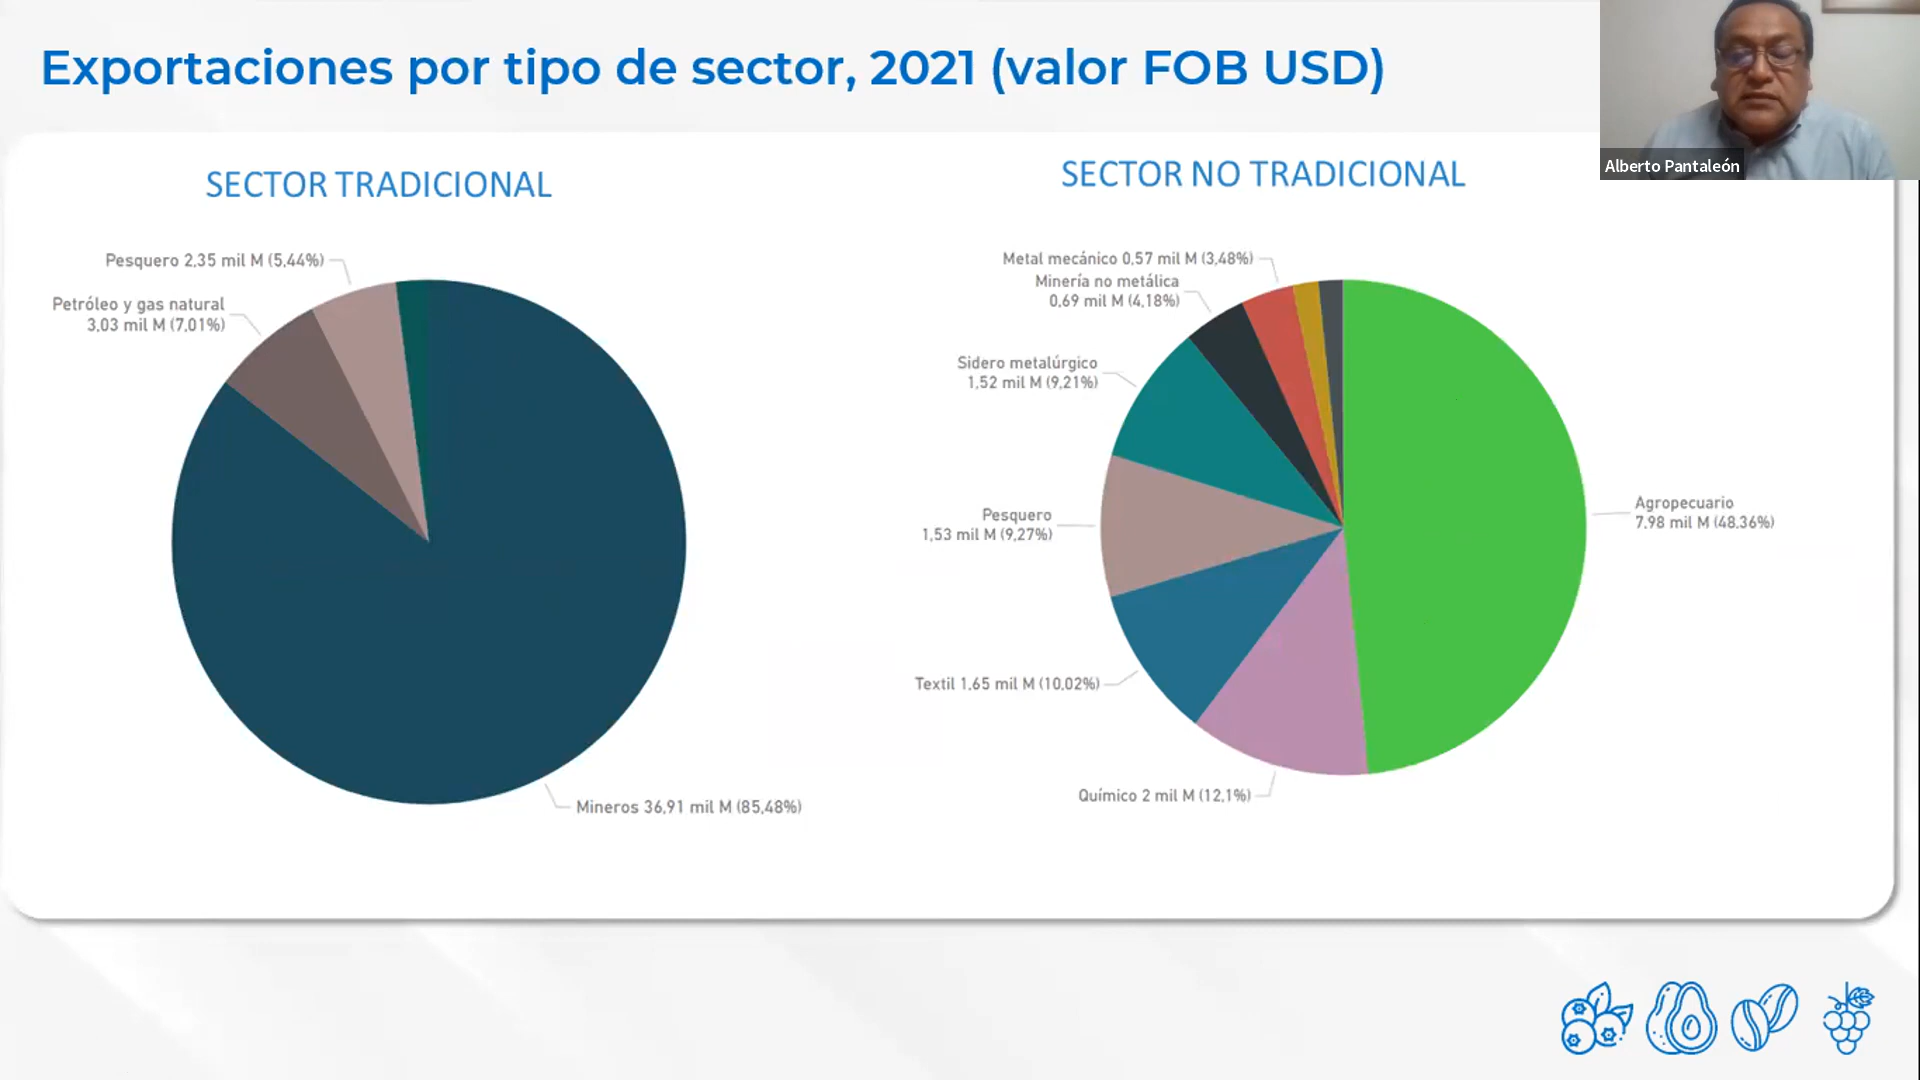 Exportaciones por tipo de sector, 2021 (valor FOB USD)
Alberto Pantaleón
SECTOR TRADICIONAL
Pesquero 2,35 mil M (5,44%)
Petróleo y gas natural
3,03 mil M (7,01%)
Mineros 36,91 mil M (85,48%)
SECTOR NO TRADICIONAL
Metal mecánico 0,57 mil M (3,48%)
Minería no metálica
0,69 mil M (4,18%)
Sidero metalúrgico
1,52 mil M (9,21%)
Pesquero
1,53 mil M (9,27%)
Textil 1,65 mil M (10,02%)
Químico 2 mil M (12,1%)
Agropecuario
7,98 mil M (48,36%)